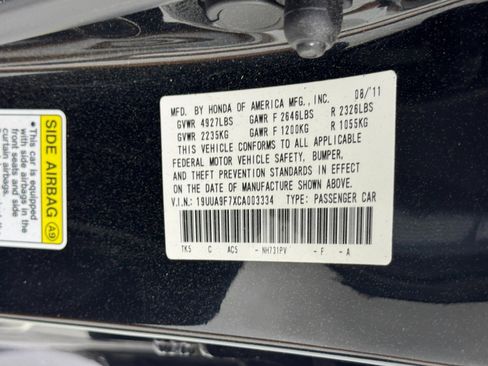 MFD. BY HONDA OF AMERICA MFG., INC. 08/11
GVWR 4927LBS GAWR F 2646LBS R 2326LBS
GVWR 2235KG GAWR F 1200KG R 1055KG
THIS VEHICLE CONFORMS TO ALL APPLICABLE
FEDERAL MOTOR VEHICLE SAFETY, BUMPER,
AND THEFT PREVENTION STANDARDS IN EFFECT
ON THE DATE OF MANUFACTURE SHOWN ABOVE.
V.I.N.: 19UUA9F7XCA003334 TYPE: PASSENGER CAR
TK5 C AC5 - NH731PV - F - A
SIDE AIRBAG A9
• This car is equipped
with side airbags in the
front seats and side
curtain airbags.